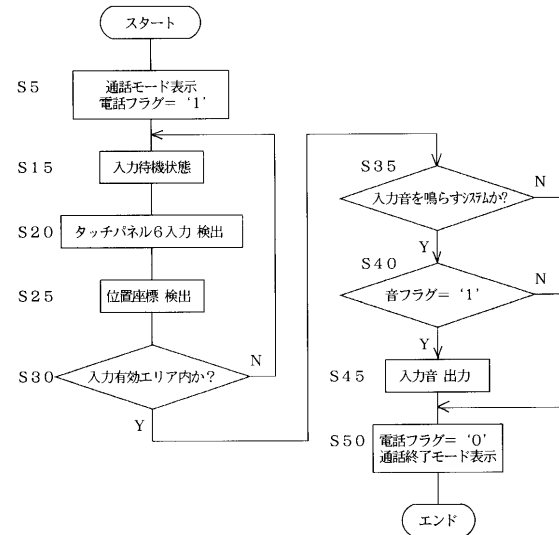 スタート
S5
通話モード表示
電話フラグ= ‘1’
S15
入力待機状態
S20
タッチパネル6入力 検出
S25
位置座標 検出
S30
入力有効エリア内か?
N
Y
S35
入力音を鳴らすシステムか?
N
Y
S40
音フラグ= ‘1’
N
Y
S45
入力音 出力
S50
電話フラグ= ‘0’
通話終了モード表示
エンド